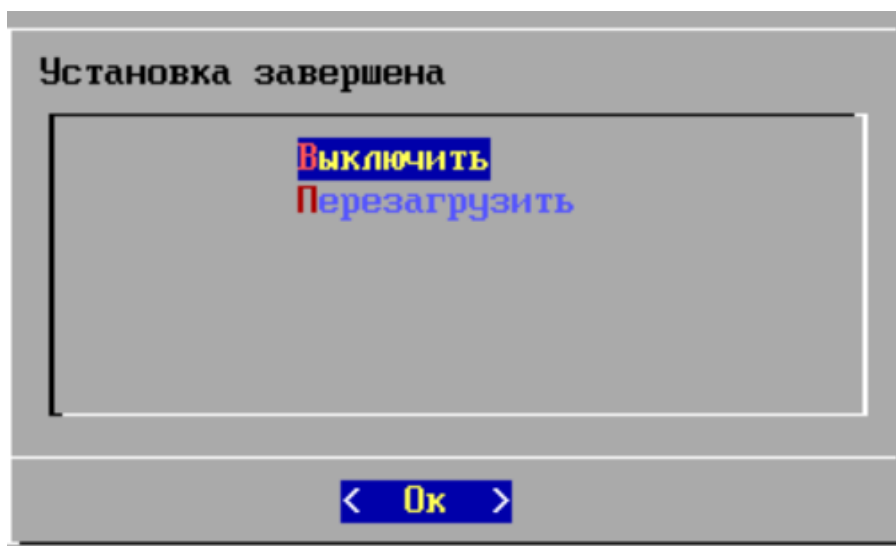 Установка завершена
Выключить
Перезагрузить
< Ок >